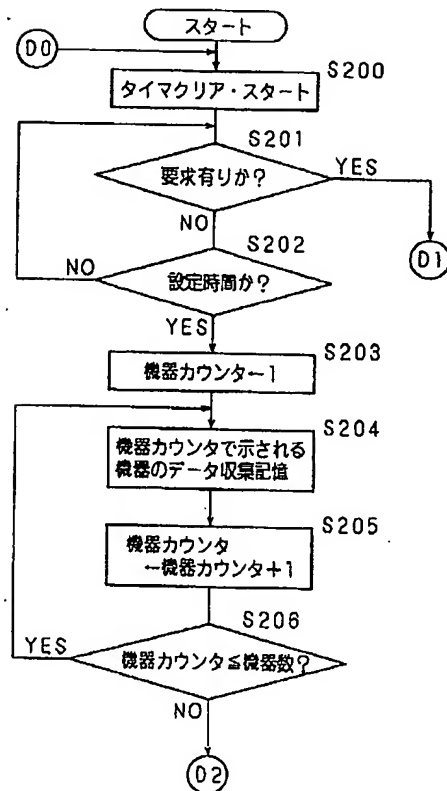 スタート
D0
S200
タイマクリア・スタート
S201
要求有りか?
YES
NO
D1
S202
NO
設定時間か?
YES
S203
機器カウンタ←1
S204
機器カウンタで示される
機器のデータ収集記憶
S205
機器カウンタ
←機器カウンタ+1
S206
YES
機器カウンタ≦機器数?
NO
D2